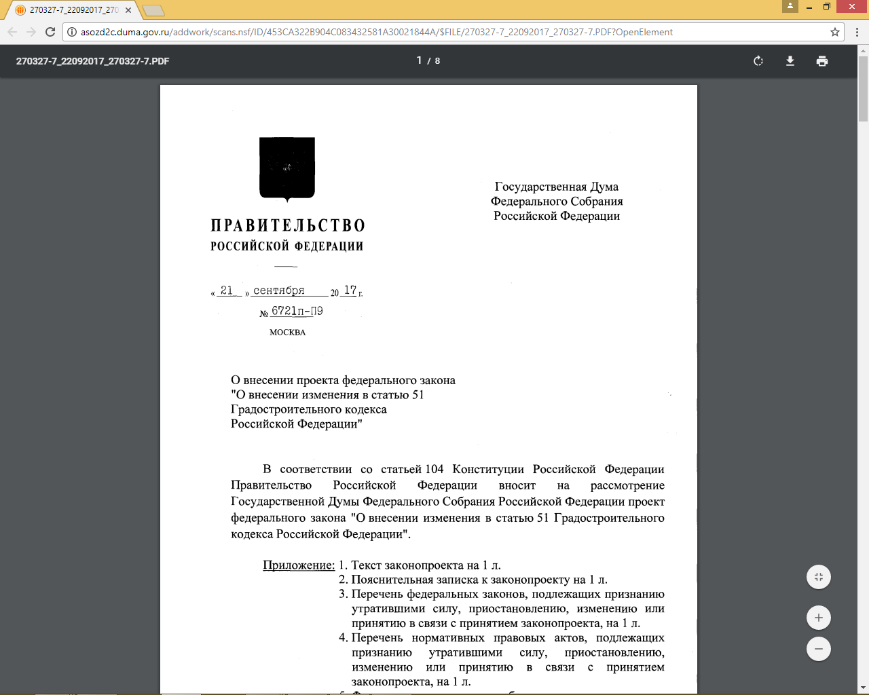 270327-7_22092017_270
asozd2c.duma.gov.ru/addwork/scans.nsf/ID/453CA322B904C083432581A30021844A/$FILE/270327-7_22092017_270327-7.PDF?OpenElement
270327-7_22092017_270327-7.PDF
1 / 8
Государственная Дума
Федерального Собрания
Российской Федерации
ПРАВИТЕЛЬСТВО
РОССИЙСКОЙ ФЕДЕРАЦИИ
« 21 » сентября 20 17 г.
№ 6721п-П9
МОСКВА
О внесении проекта федерального закона
"О внесении изменения в статью 51
Градостроительного кодекса
Российской Федерации"
В соответствии со статьей 104 Конституции Российской Федерации
Правительство Российской Федерации вносит на рассмотрение
Государственной Думы Федерального Собрания Российской Федерации проект
федерального закона "О внесении изменения в статью 51 Градостроительного
кодекса Российской Федерации".
Приложение: 1. Текст законопроекта на 1 л.
2. Пояснительная записка к законопроекту на 1 л.
3. Перечень федеральных законов, подлежащих признанию
утратившими силу, приостановлению, изменению или
принятию в связи с принятием законопроекта, на 1 л.
4. Перечень нормативных правовых актов, подлежащих
признанию утратившими силу, приостановлению,
изменению или принятию в связи с принятием
законопроекта, на 1 л.